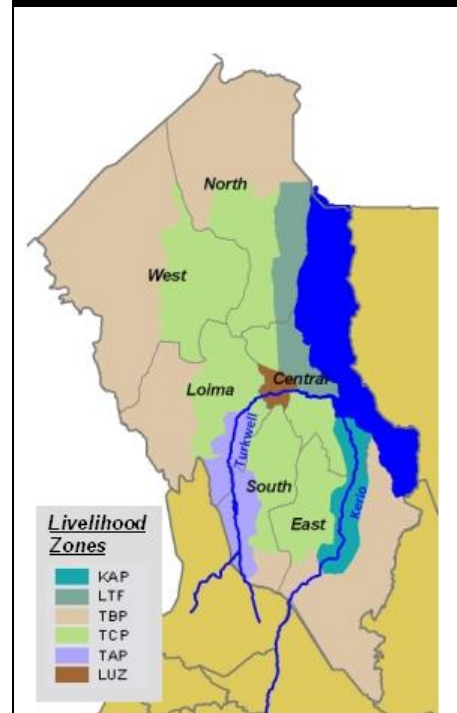 North
West
Loima
Central
Turkwell
South
Kerio
East
Livelihood
Zones
KAP
LTF
TBP
TCP
TAP
LUZ